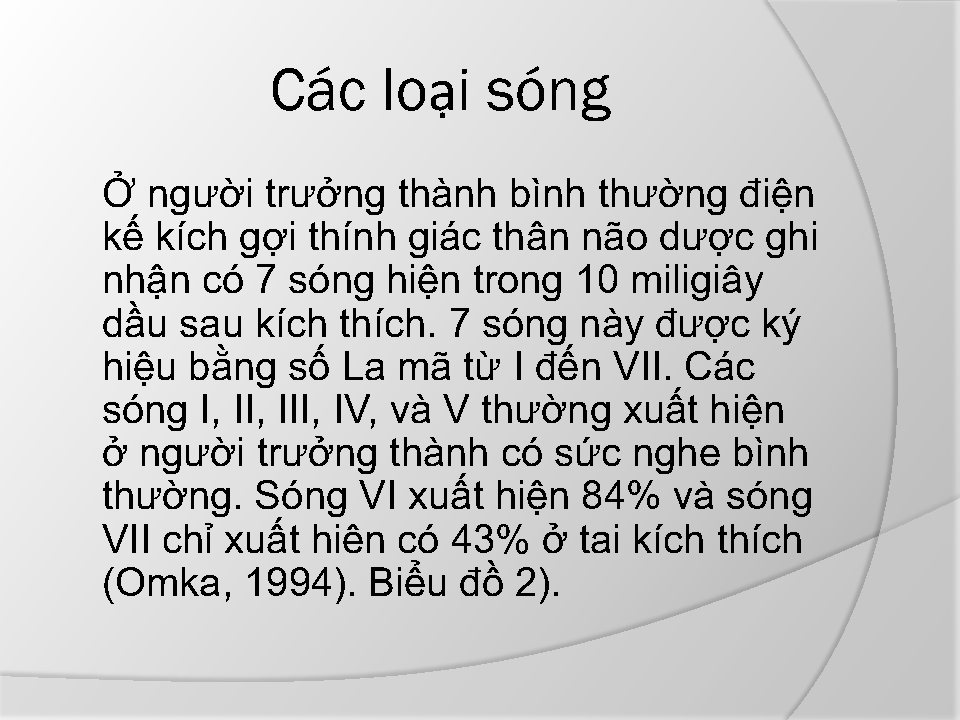 Các loại sóng
Ở người trưởng thành bình thường điện
kế kích gợi thính giác thân não dược ghi
nhận có 7 sóng hiện trong 10 miligiây
dầu sau kích thích. 7 sóng này được ký
hiệu bằng số La mã từ I đến VII. Các
sóng I, II, III, IV, và V thường xuất hiện
ở người trưởng thành có sức nghe bình
thường. Sóng VI xuất hiện 84% và sóng
VII chỉ xuất hiên có 43% ở tai kích thích
(Omka, 1994). Biểu đồ 2).